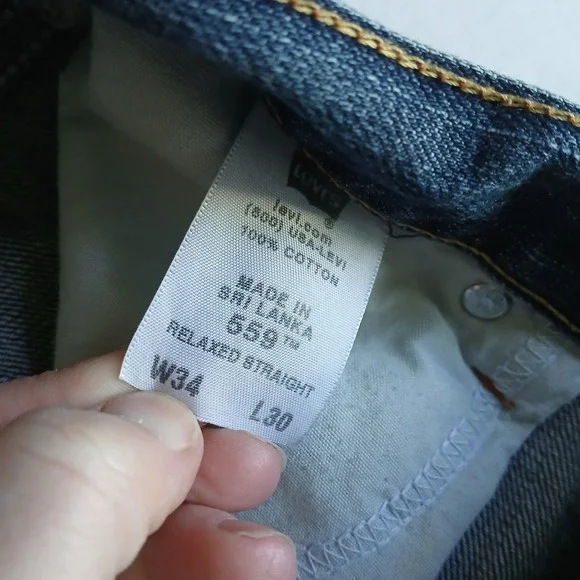 LEVI'S
®
levi.com
(800) USA-LEVI
100% COTTON
MADE IN
SRI LANKA
559™
RELAXED STRAIGHT
W34 L30